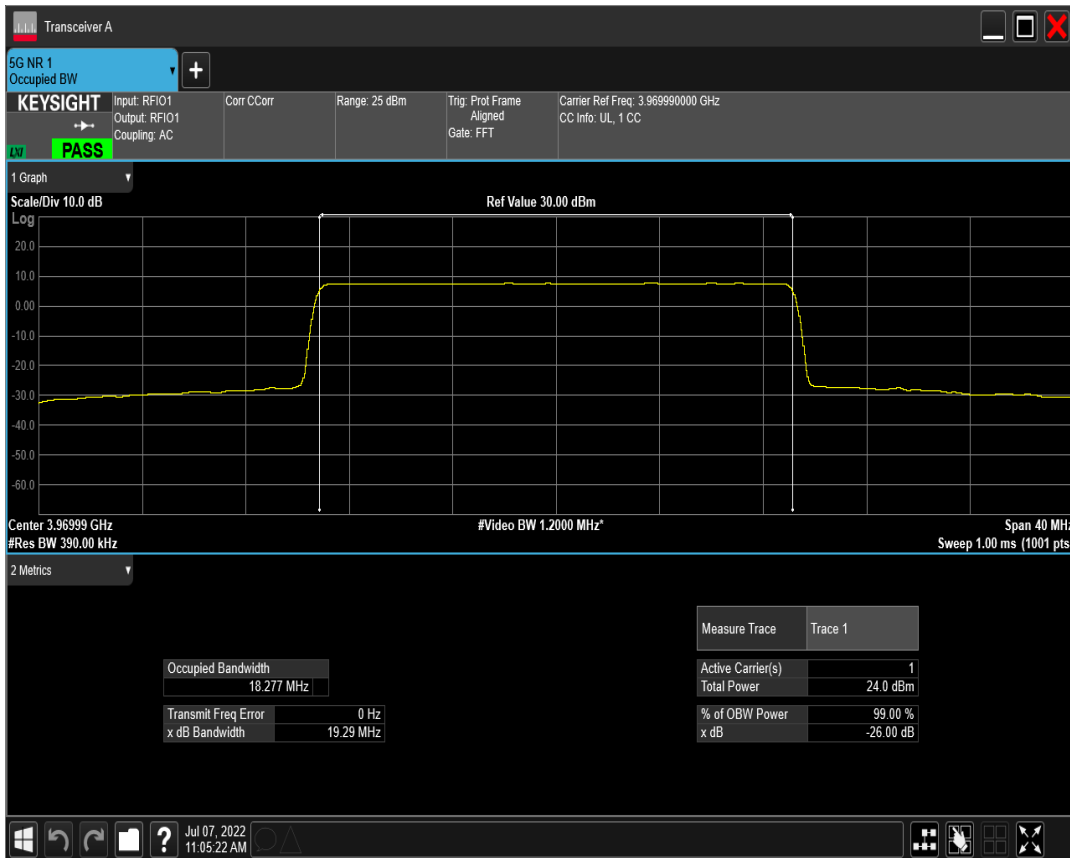 Transceiver A
5G NR 1
Occupied BW
KEYSIGHT
LXI
PASS
Input: RFIO1
Output: RFIO1
Coupling: AC
Corr CCorr
Range: 25 dBm
Trig: Prot Frame
Aligned
Gate: FFT
Carrier Ref Freq: 3.969990000 GHz
CC Info: UL, 1 CC
1 Graph
Scale/Div 10.0 dB
Ref Value 30.00 dBm
Log
20.0
10.0
0.00
-10.0
-20.0
-30.0
-40.0
-50.0
-60.0
Center 3.96999 GHz
#Video BW 1.2000 MHz*
Span 40 MHz
#Res BW 390.00 kHz
Sweep 1.00 ms (1001 pts
2 Metrics
Measure Trace Trace 1
Occupied Bandwidth
18.277 MHz
Active Carrier(s) 1
Total Power 24.0 dBm
Transmit Freq Error 0 Hz
x dB Bandwidth 19.29 MHz
% of OBW Power 99.00 %
x dB -26.00 dB
?
Jul 07, 2022
11:05:22 AM